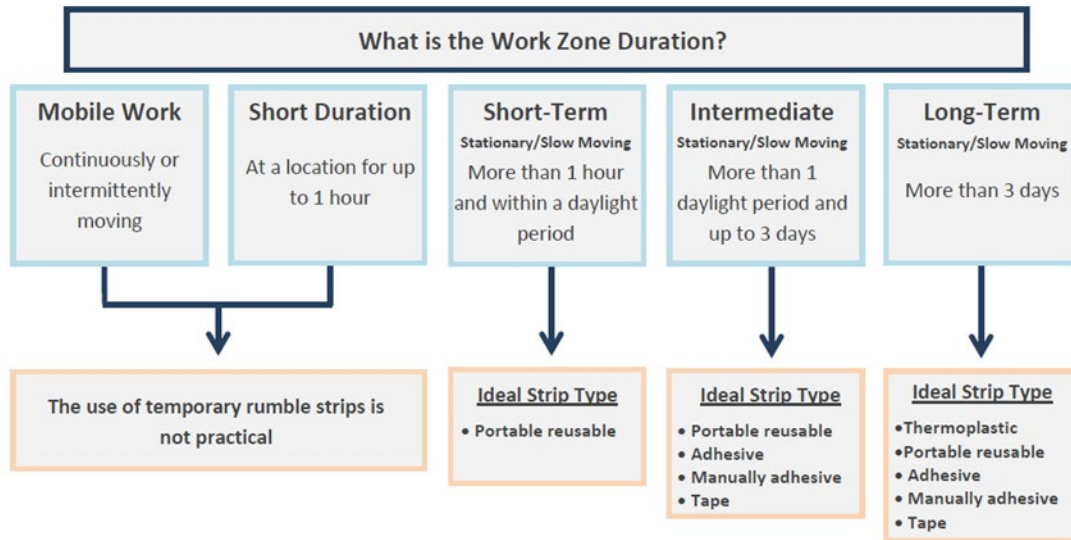 What is the Work Zone Duration?
Mobile Work
Continuously or
intermittently
moving
Short Duration
At a location for up
to 1 hour
Short-Term
Stationary/Slow Moving
More than 1 hour
and within a daylight
period
Intermediate
Stationary/Slow Moving
More than 1
daylight period and
up to 3 days
Long-Term
Stationary/Slow Moving
More than 3 days
The use of temporary rumble strips is
not practical
Ideal Strip Type
• Portable reusable
Ideal Strip Type
• Portable reusable
• Adhesive
• Manually adhesive
• Tape
Ideal Strip Type
•Thermoplastic
•Portable reusable
• Adhesive
• Manually adhesive
• Tape